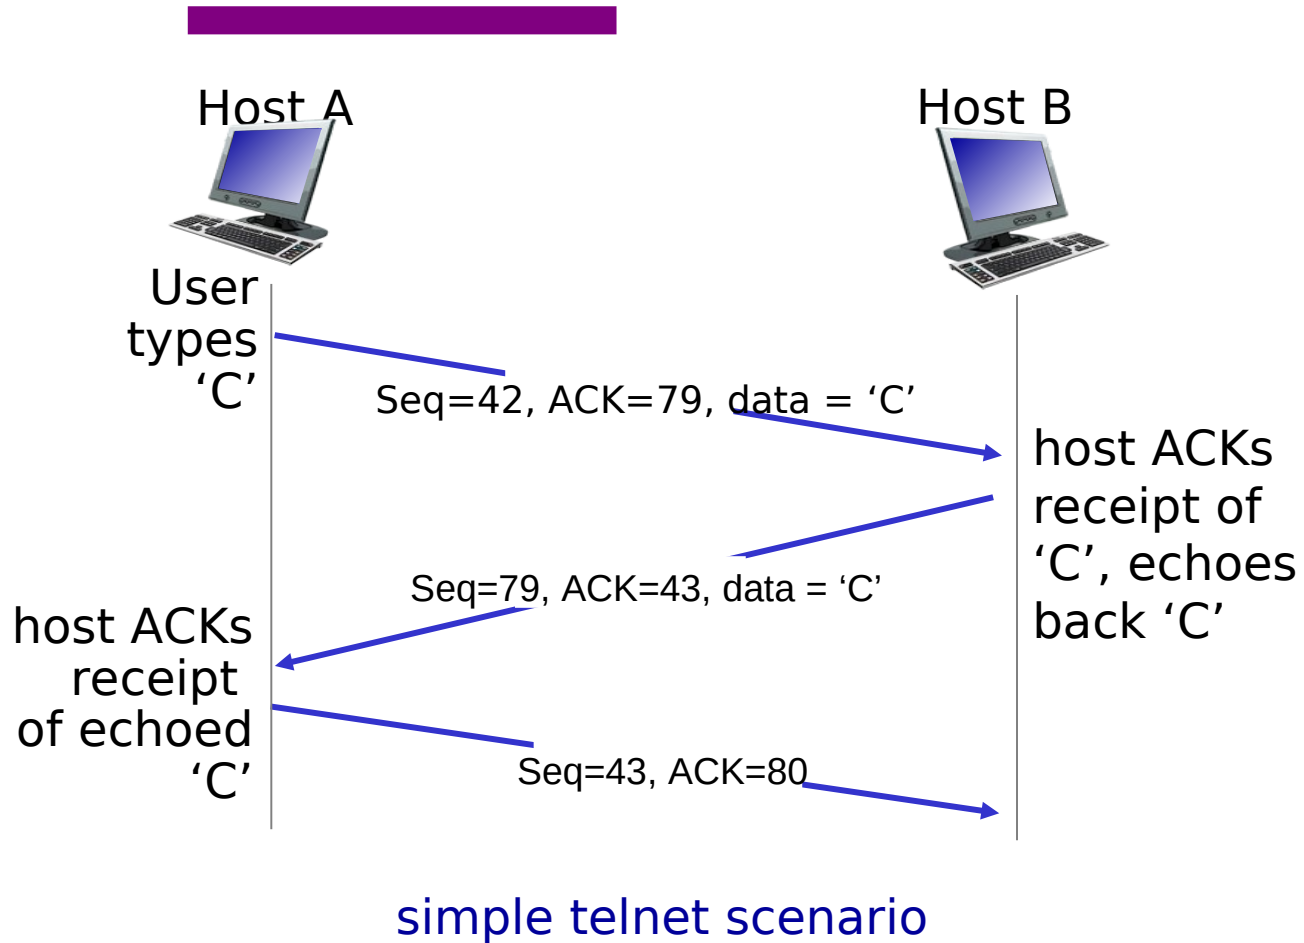 Host A
Host B
User
types
‘C’
Seq=42, ACK=79, data = ‘C’
host ACKs
receipt of
‘C’, echoes
back ‘C’
Seq=79, ACK=43, data = ‘C’
host ACKs
receipt
of echoed
‘C’
Seq=43, ACK=80
simple telnet scenario